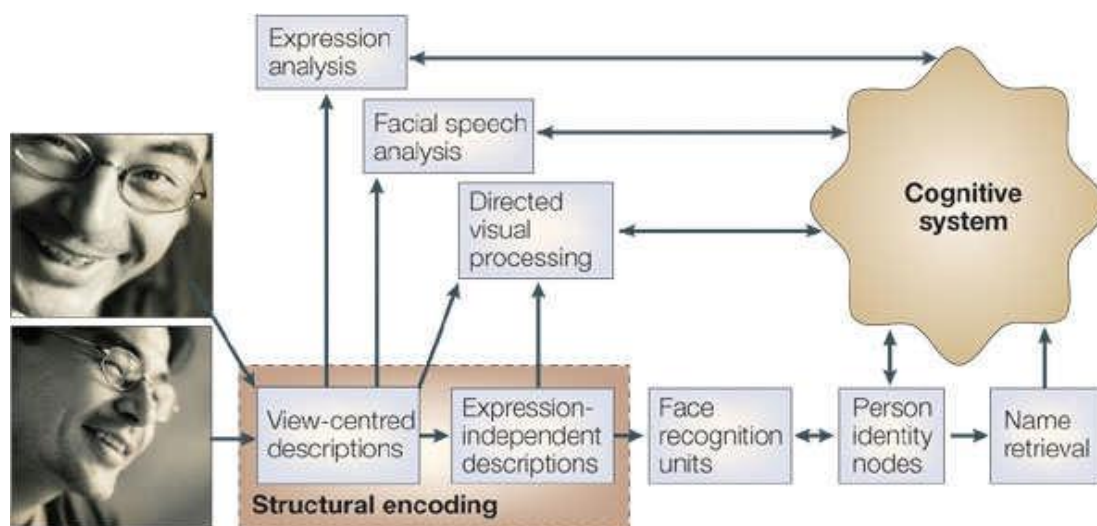 Expression
analysis
Facial speech
analysis
Directed
visual
processing
Cognitive
system
View-centred
descriptions
Expression-
independent
descriptions
Face
recognition
units
Person
identity
nodes
Name
retrieval
Structural encoding